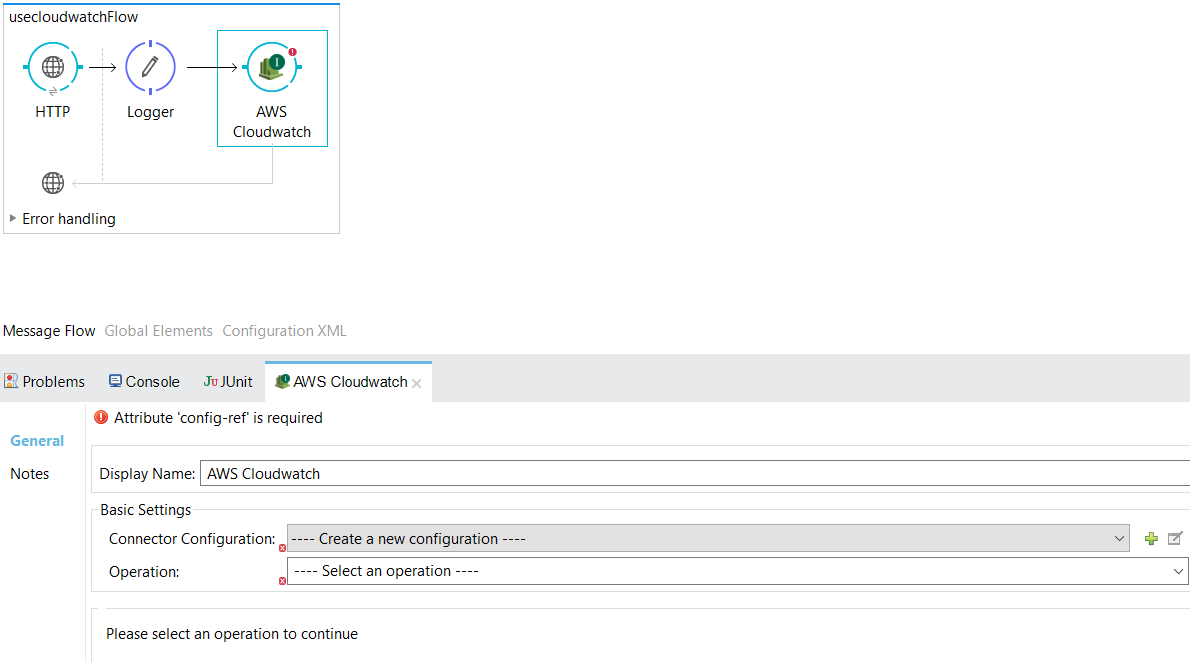 usecloudwatchFlow
HTTP
Logger
AWS
Cloudwatch
Error handling
Message Flow Global Elements Configuration XML
Problems Console JU JUnit AWS Cloudwatch
Attribute 'config-ref' is required
General
Notes
Display Name: AWS Cloudwatch
Basic Settings
Connector Configuration: ---- Create a new configuration ----
Operation: ---- Select an operation ----
Please select an operation to continue